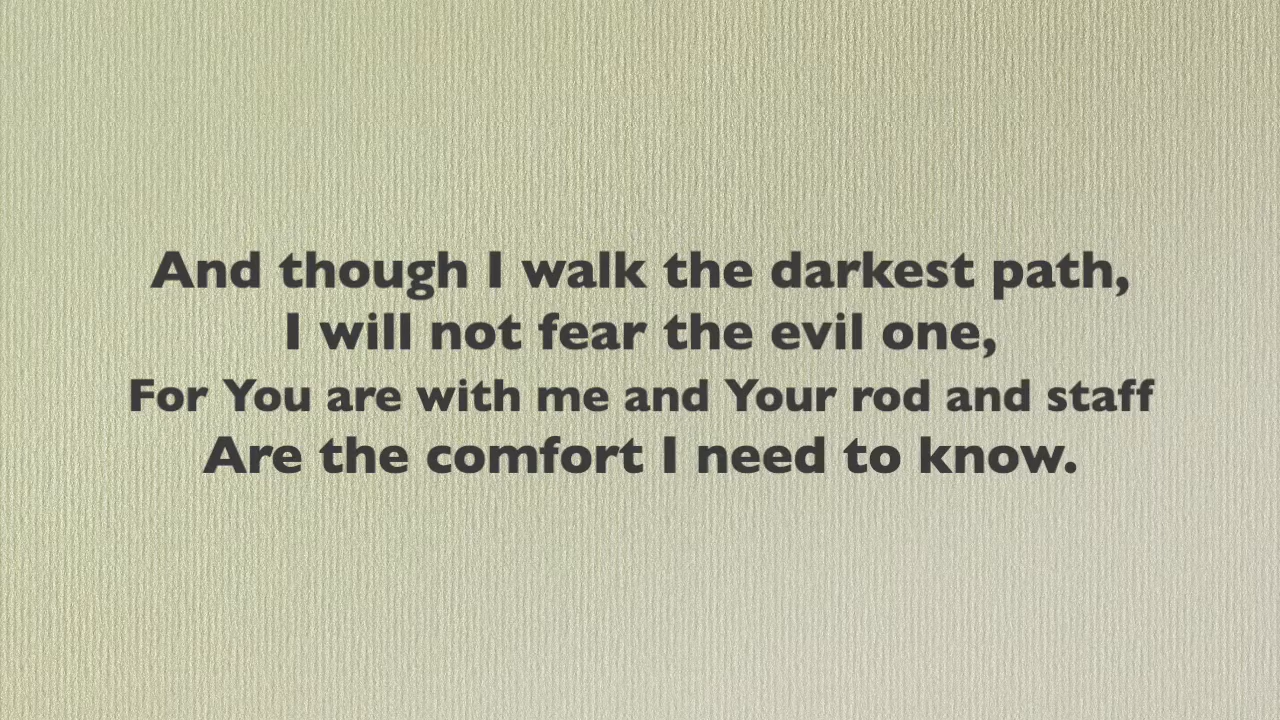 And though I walk the darkest path,
I will not fear the evil one,
For You are with me and Your rod and staff
Are the comfort I need to know.